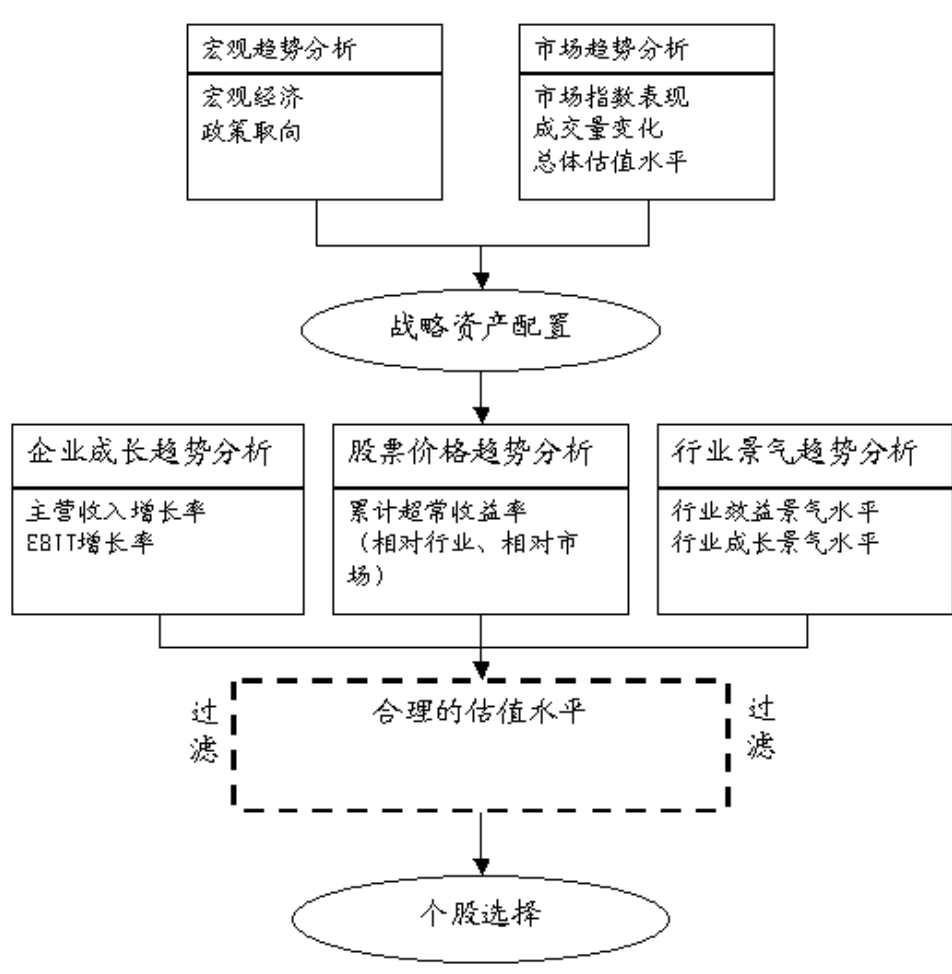 宏观趋势分析
宏观经济
政策取向
市场趋势分析
市场指数表现
成交量变化
总体估值水平
战略资产配置
企业成长趋势分析
主营收入增长率
EBIT增长率
股票价格趋势分析
累计超常收益率
（相对行业、相对市
场）
行业景气趋势分析
行业效益景气水平
行业成长景气水平
过
滤
合理的估值水平
过
滤
个股选择